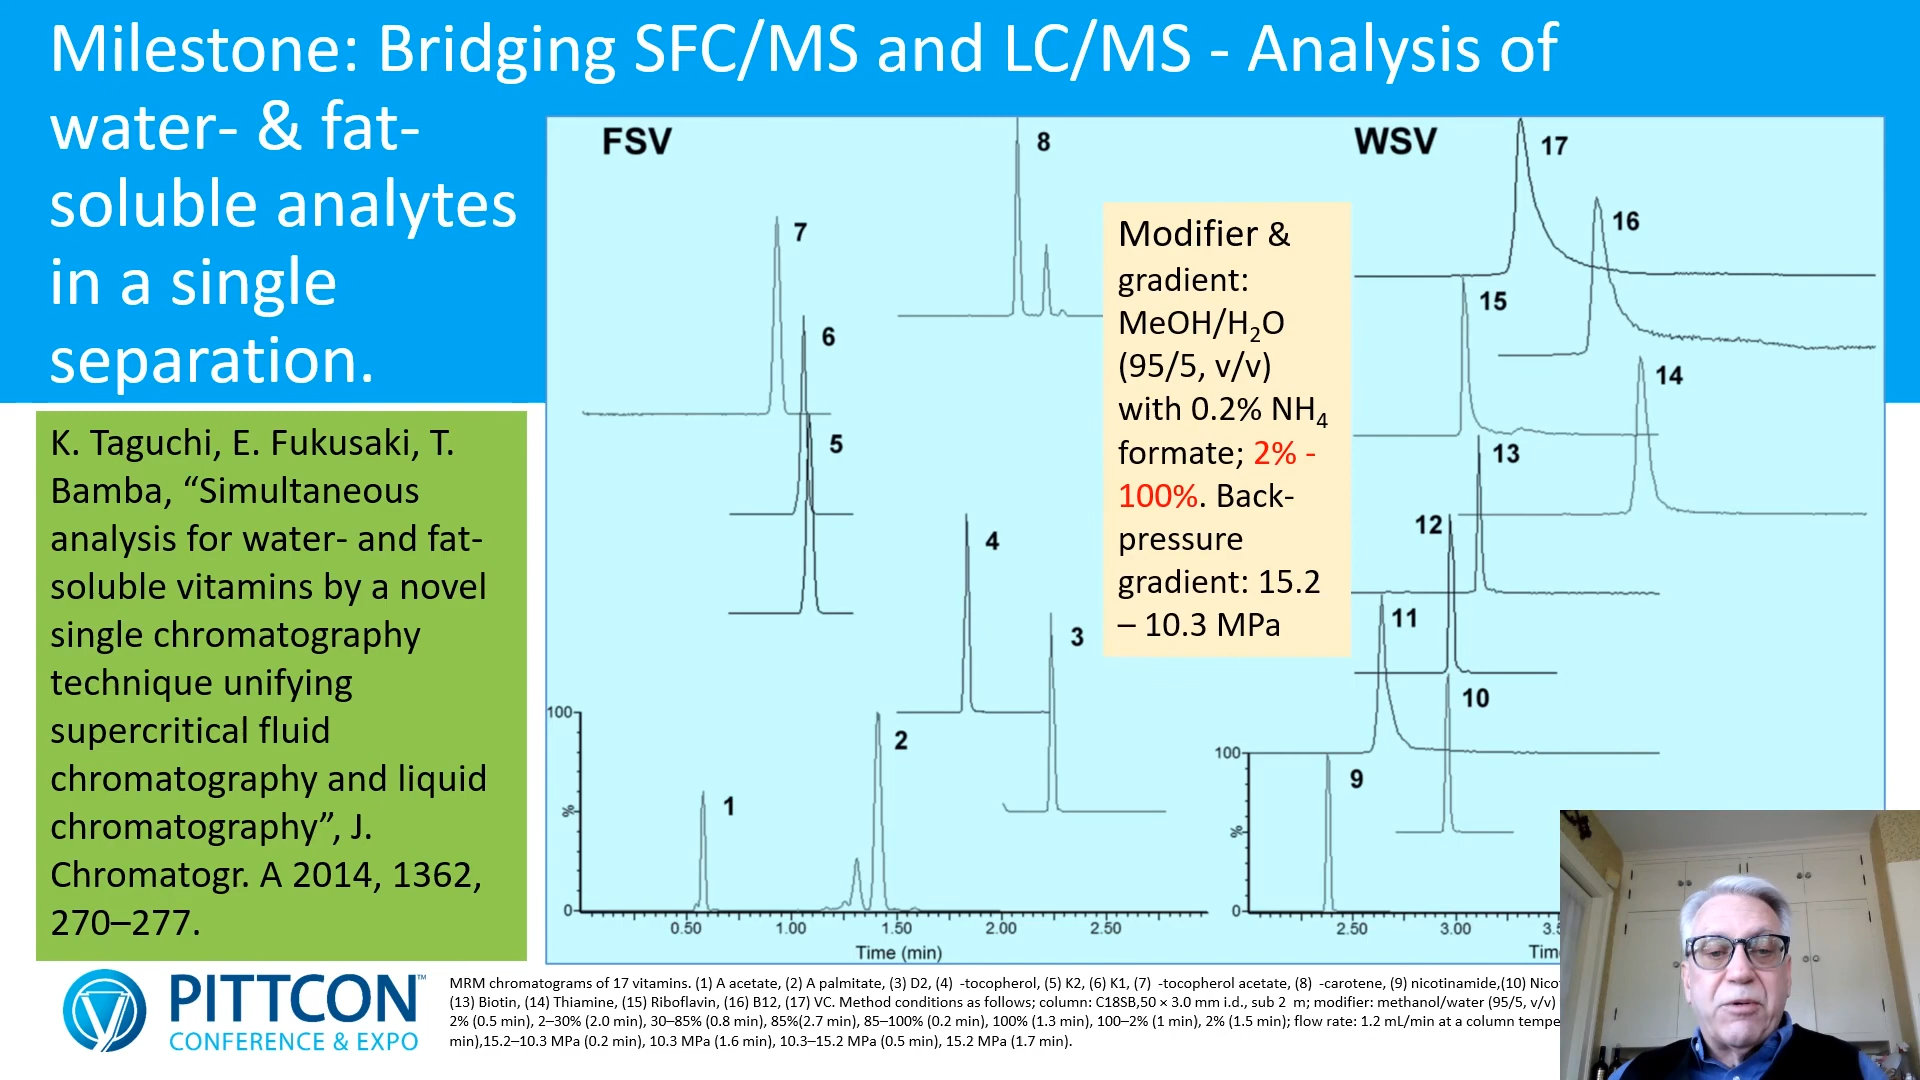 Milestone: Bridging SFC/MS and LC/MS - Analysis of
water- & fat-
soluble analytes
in a single
separation.
K. Taguchi, E. Fukusaki, T.
Bamba, “Simultaneous
analysis for water- and fat-
soluble vitamins by a novel
single chromatography
technique unifying
supercritical fluid
chromatography and liquid
chromatography”, J.
Chromatogr. A 2014, 1362,
270–277.
FSV
8
7
6
5
4
3
2
1
100
%
0
0.50 1.00 1.50 2.00 2.50
Time (min)
Modifier &
gradient:
MeOH/H2O
(95/5, v/v)
with 0.2% NH4
formate; 2% -
100%. Back-
pressure
gradient: 15.2
– 10.3 MPa
WSV
17
16
15
14
13
12
11
10
9
100
%
0
2.50 3.00 3.5
Tim
PITTCON™
CONFERENCE & EXPO
MRM chromatograms of 17 vitamins. (1) A acetate, (2) A palmitate, (3) D2, (4) -tocopherol, (5) K2, (6) K1, (7) -tocopherol acetate, (8) -carotene, (9) nicotinamide,(10) Nico
(13) Biotin, (14) Thiamine, (15) Riboflavin, (16) B12, (17) VC. Method conditions as follows; column: C18SB,50 × 3.0 mm i.d., sub 2 m; modifier: methanol/water (95/5, v/v)
2% (0.5 min), 2–30% (2.0 min), 30–85% (0.8 min), 85%(2.7 min), 85–100% (0.2 min), 100% (1.3 min), 100–2% (1 min), 2% (1.5 min); flow rate: 1.2 mL/min at a column tempe
min),15.2–10.3 MPa (0.2 min), 10.3 MPa (1.6 min), 10.3–15.2 MPa (0.5 min), 15.2 MPa (1.7 min).